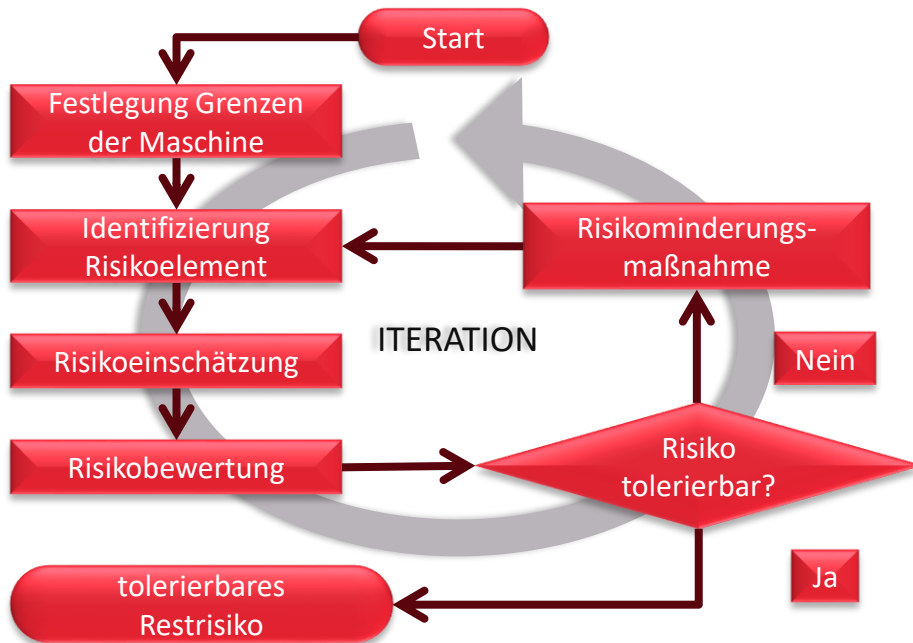 Start
Festlegung Grenzen
der Maschine
Identifizierung
Risikoelement
Risikominderungs-
maßnahme
ITERATION
Risikoeinschätzung
Nein
Risikobewertung
Risiko
tolerierbar?
Ja
tolerierbares
Restrisiko